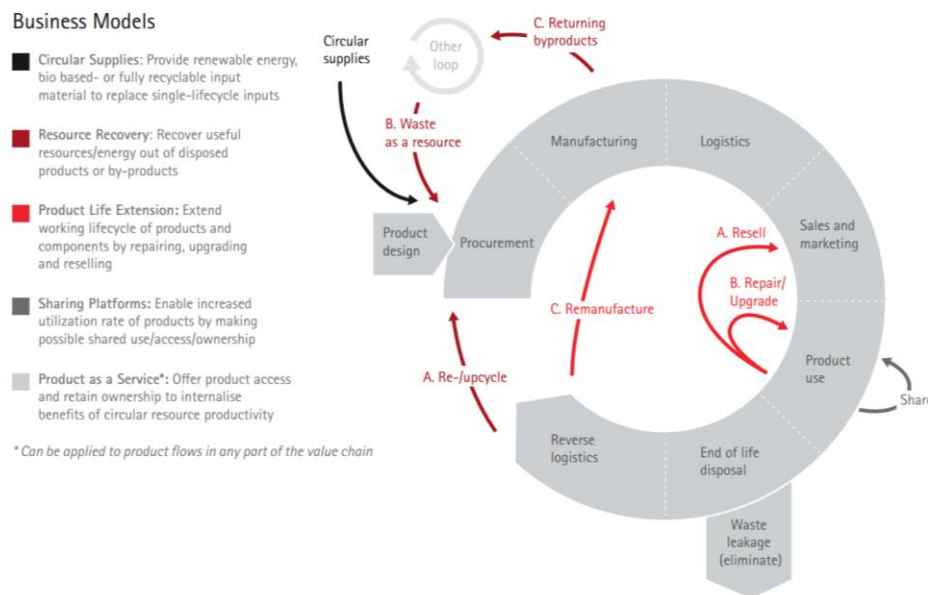 Business Models
Circular Supplies: Provide renewable energy,
bio based- or fully recyclable input
material to replace single-lifecycle inputs
Resource Recovery: Recover useful
resources/energy out of disposed
products or by-products
Product Life Extension: Extend
working lifecycle of products and
components by repairing, upgrading
and reselling
Sharing Platforms: Enable increased
utilization rate of products by making
possible shared use/access/ownership
Product as a Service*: Offer product access
and retain ownership to internalise
benefits of circular resource productivity
* Can be applied to product flows in any part of the value chain
Circular
supplies
Other
loop
C. Returning
byproducts
B. Waste
as a resource
Manufacturing
Logistics
Product
design
Procurement
Sales and
marketing
A. Resell
B. Repair/
Upgrade
C. Remanufacture
A. Re-/upcycle
Product
use
Share
Reverse
logistics
End of life
disposal
Waste
leakage
(eliminate)